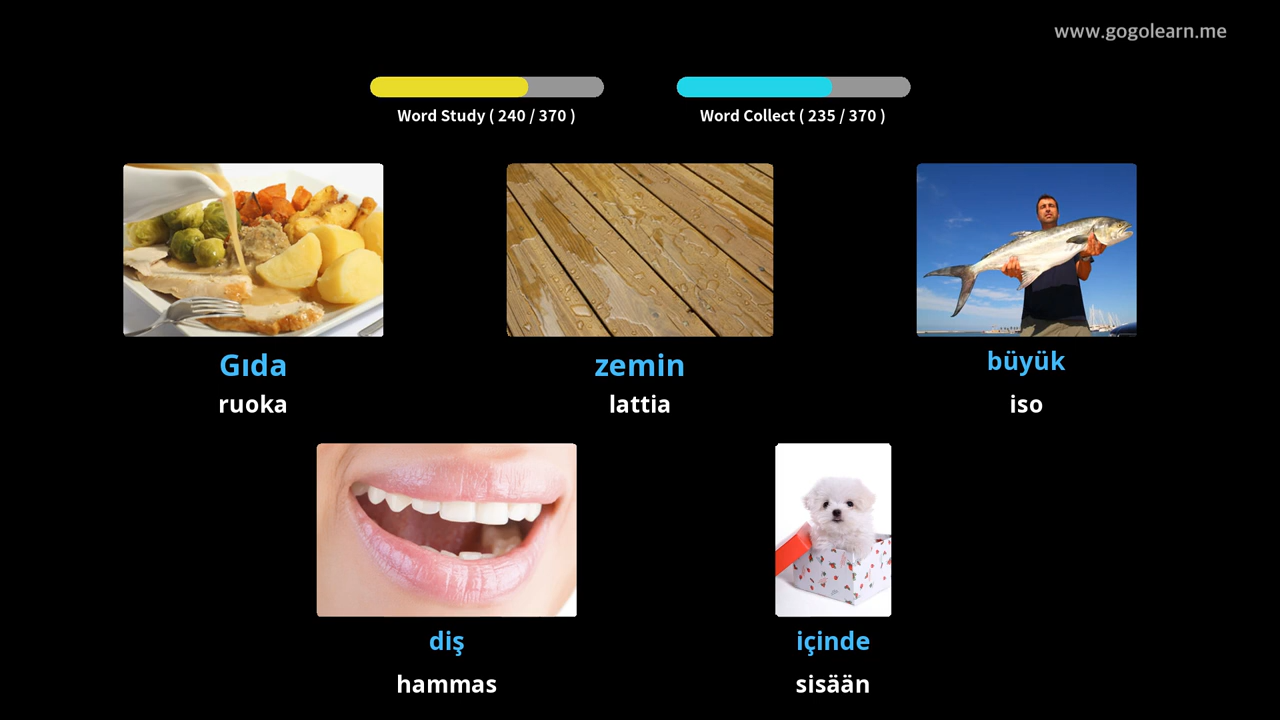 www.gogolearn.me
Word Study ( 240 / 370 )
Word Collect ( 235 / 370 )
Gıda
ruoka
zemin
lattia
büyük
iso
diş
hammas
içinde
sisään